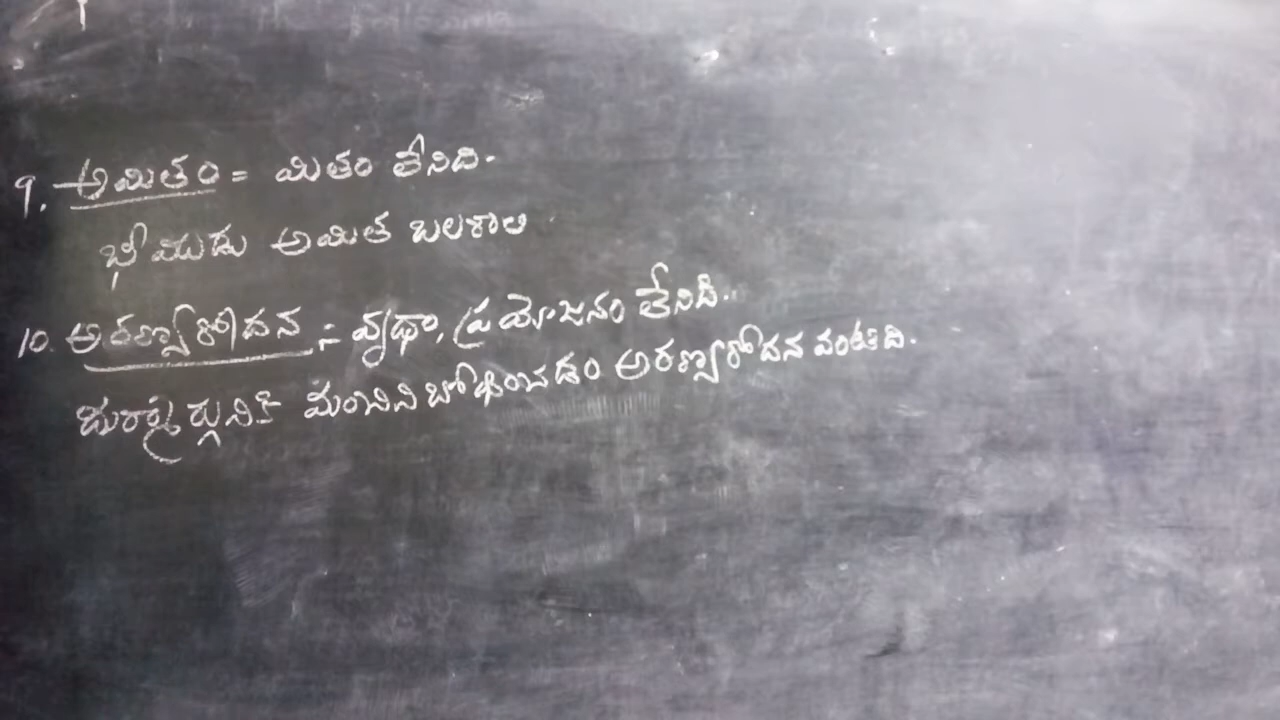 9. అమితం = మితం లేనిది.
భీముడు అమిత బలశాలి
10. అరణ్యరోదన = వృథా, ప్రయోజనం లేనిది.
దుర్మార్గునికి మంచిని బోధించడం అరణ్యరోదన వంటిది.